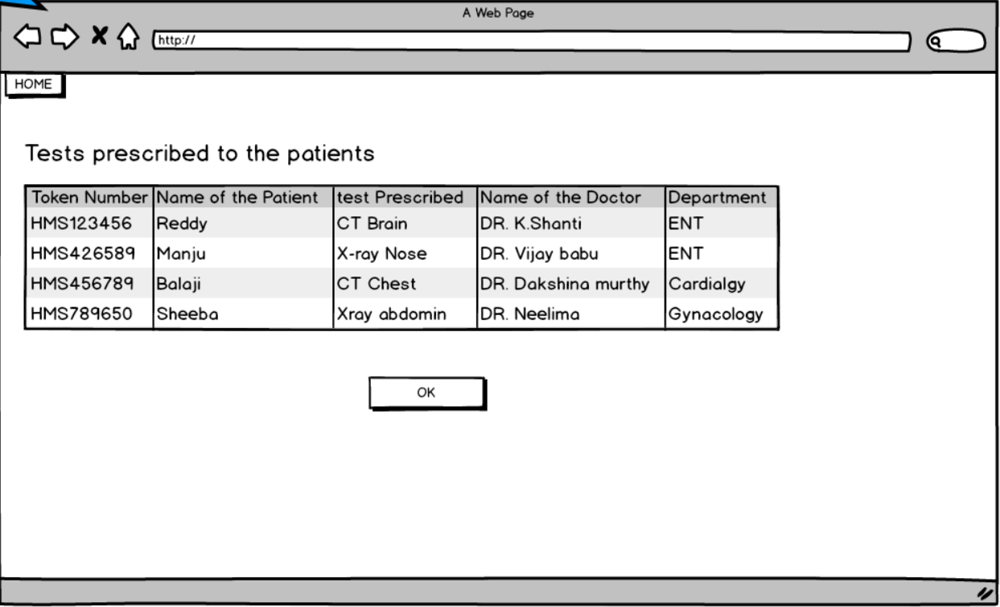 A Web Page
http://
HOME
Tests prescribed to the patients
Token Number Name of the Patient test Prescribed Name of the Doctor Department
HMS123456 Reddy CT Brain DR. K.Shanti ENT
HMS426589 Manju X-ray Nose DR. Vijay babu ENT
HMS456789 Balaji CT Chest DR. Dakshina murthy Cardialgy
HMS789650 Sheeba Xray abdomin DR. Neelima Gynacology
OK